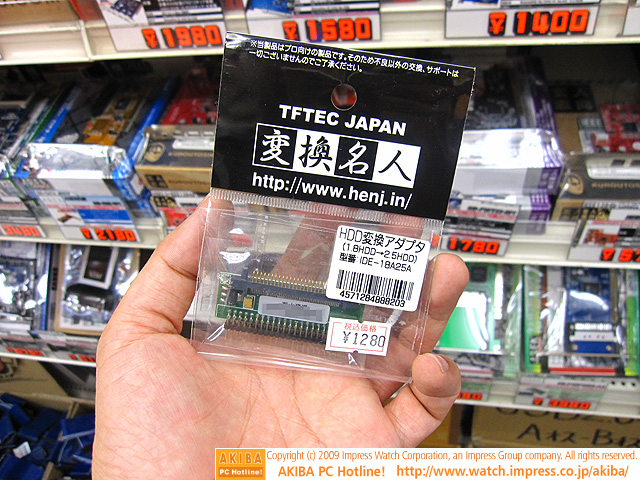 ¥1980
¥1580
¥1400
※当製品はプロ向けの製品です。そのため不良以外の交換、サポートは
一切ございませんのでご了承ください。
TFTEC JAPAN
変換名人
http://www.henj.in/
HDD変換アダプタ
(1.8HDD→2.5HDD)
型番 IDE-18A25A
4571284888203
税込価格
¥1280
¥2180
¥1780
AKIBA
PC Hotline!
Copyright (c) 2009 Impress Watch Corporation, an Impress Group company. All rights reserved.
AKIBA PC Hotline! http://www.watch.impress.co.jp/akiba/